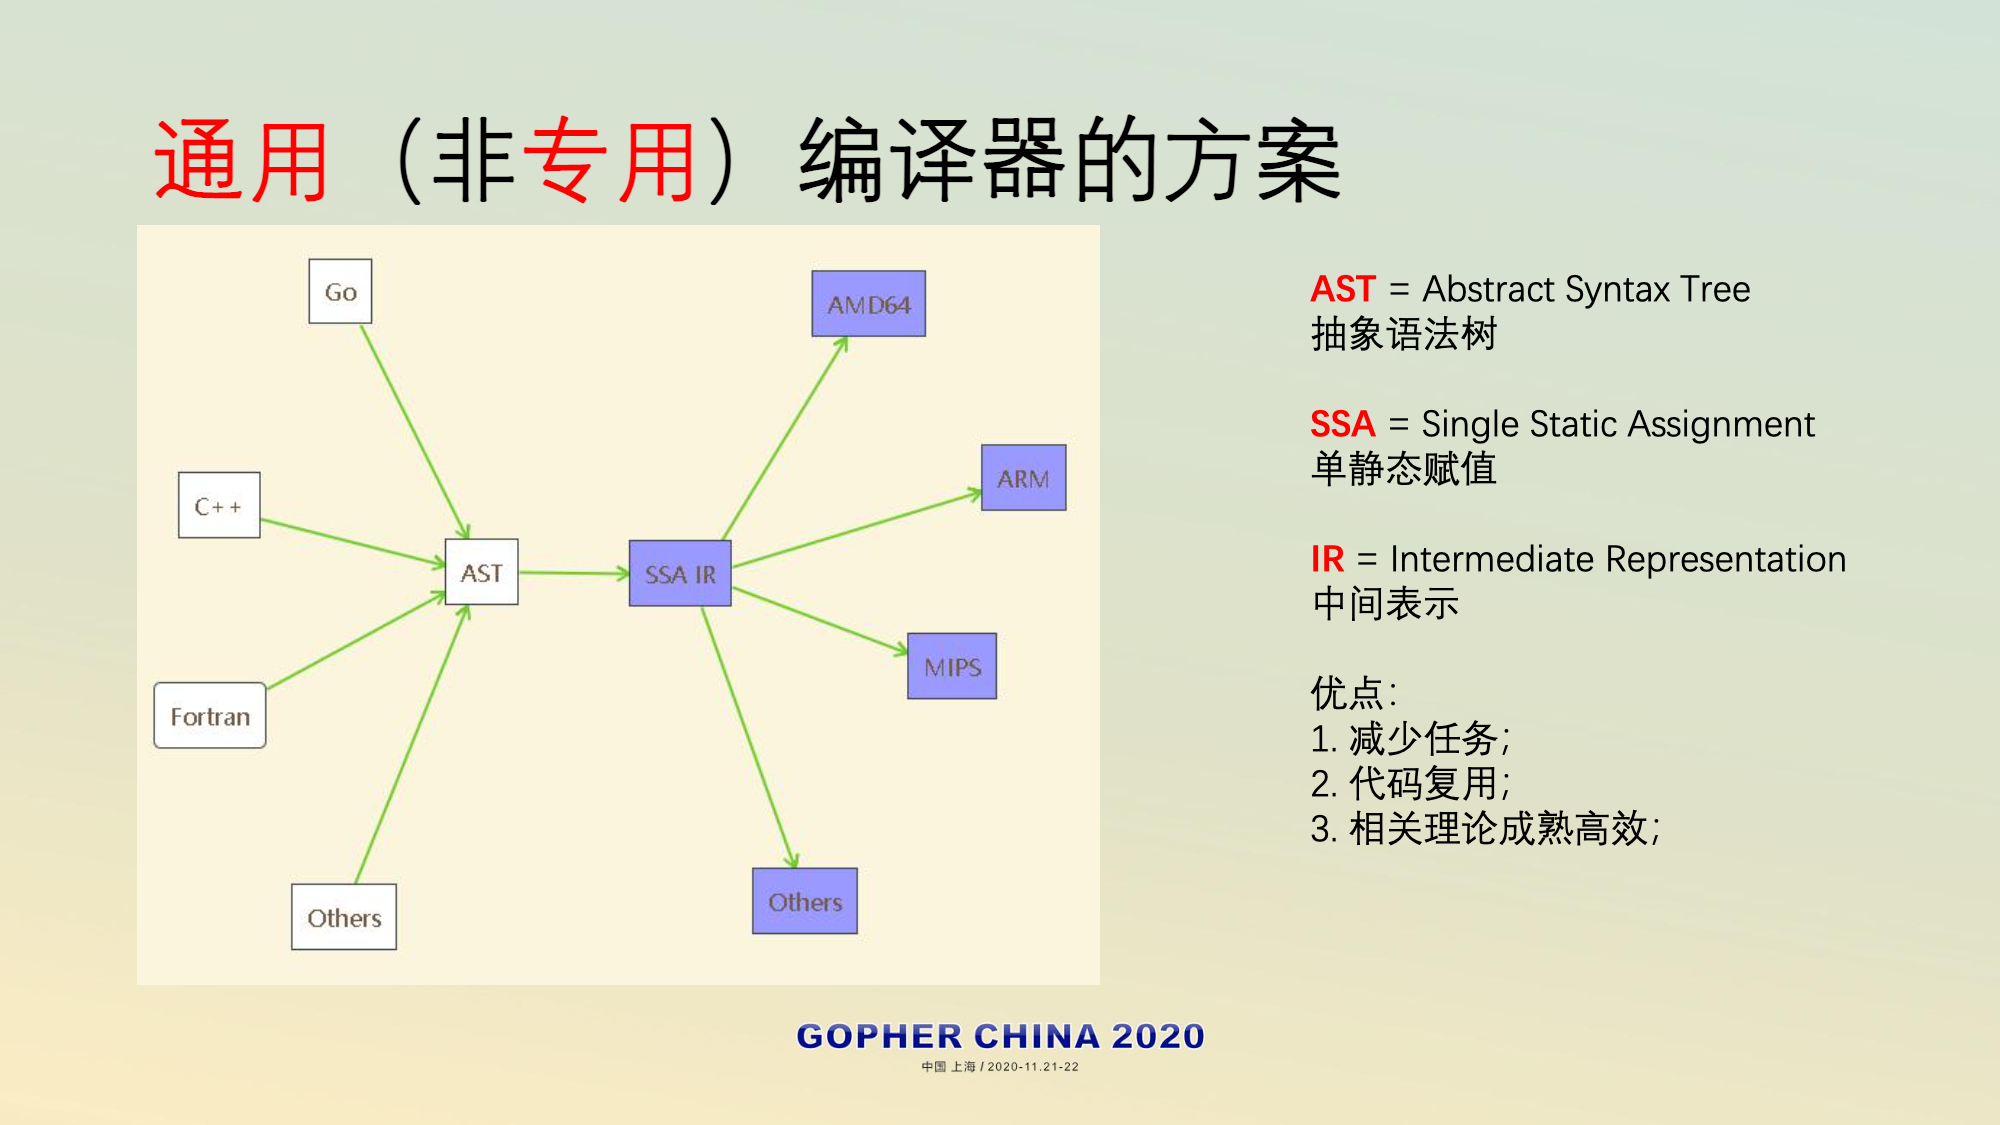 通用（非专用）编译器的方案
Go
C++
Fortran
Others
AST
SSA IR
AMD64
ARM
MIPS
Others
AST = Abstract Syntax Tree
抽象语法树
SSA = Single Static Assignment
单静态赋值
IR = Intermediate Representation
中间表示
优点：
1. 减少任务；
2. 代码复用；
3. 相关理论成熟高效；
GOPHER CHINA 2020
中国 上海 / 2020-11.21-22